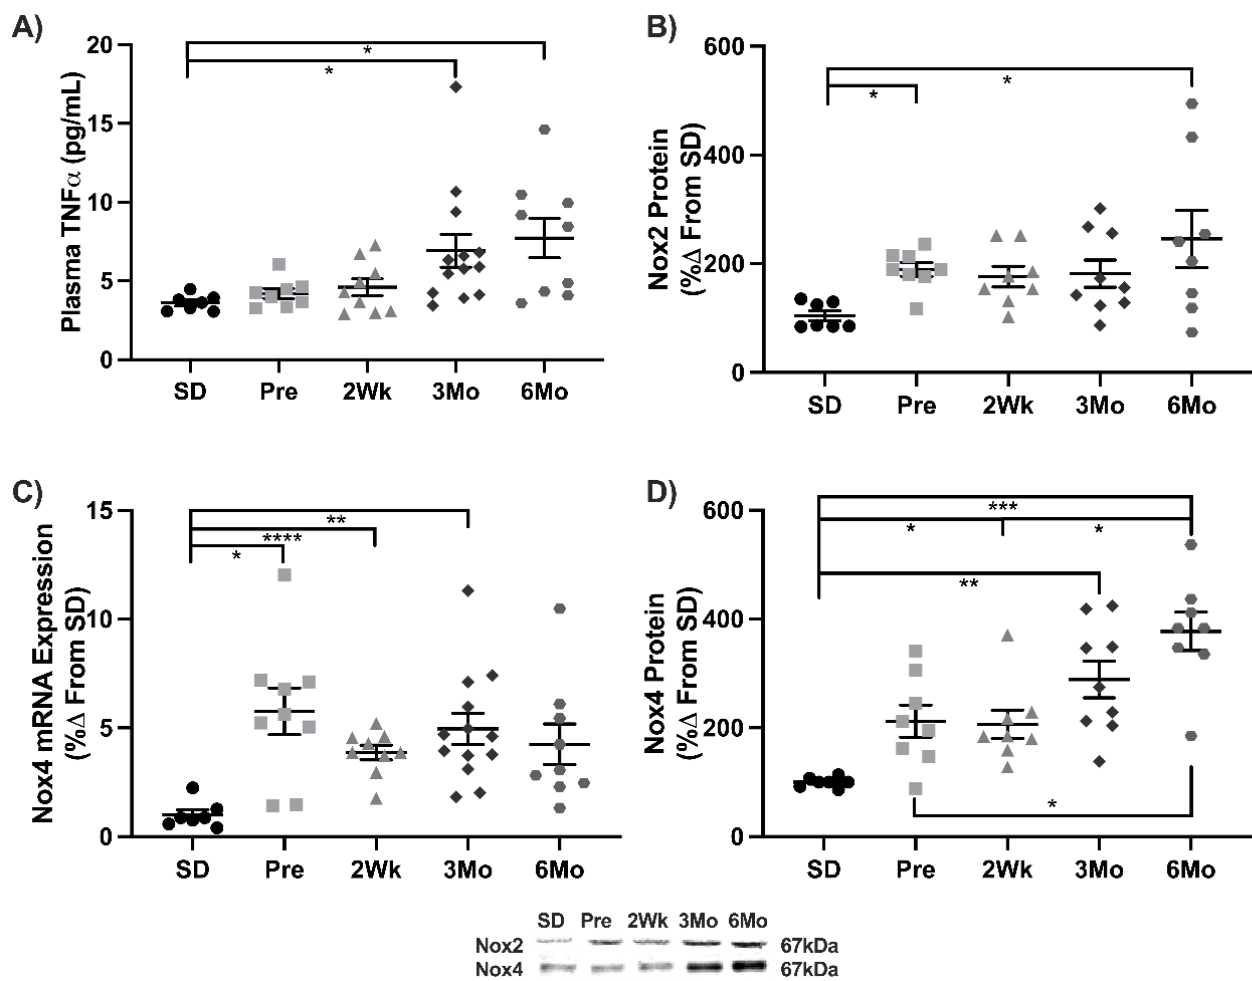 A)
Plasma TNFα (pg/mL)
20
15
10
5
0
*
*
SD Pre 2Wk 3Mo 6Mo
B)
Nox2 Protein
(%Δ From SD)
600
400
200
0
*
*
SD Pre 2Wk 3Mo 6Mo
C)
Nox4 mRNA Expression
(%Δ From SD)
15
10
5
0
**
****
*
SD Pre 2Wk 3Mo 6Mo
D)
Nox4 Protein
(%Δ From SD)
600
400
200
0
***
* *
**
*
SD Pre 2Wk 3Mo 6Mo
SD Pre 2Wk 3Mo 6Mo
Nox2 67kDa
Nox4 67kDa